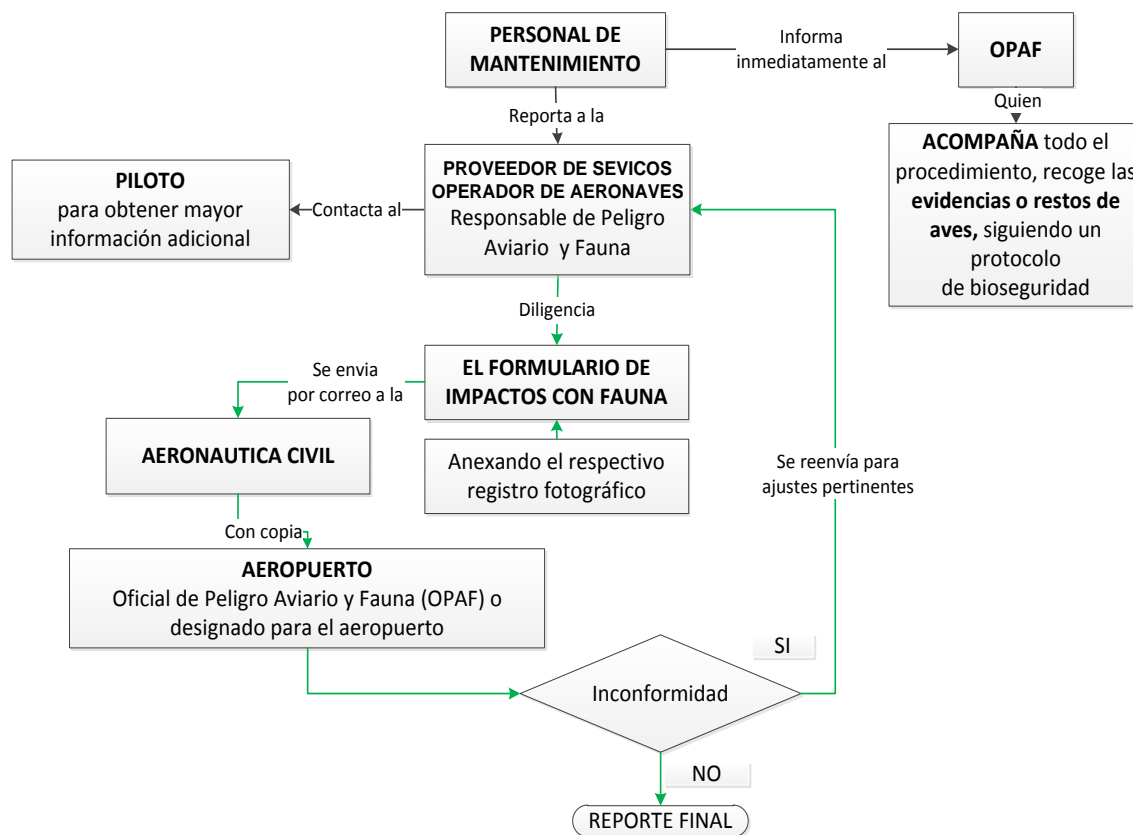 PERSONAL DE
MANTENIMIENTO
Informa
inmediatamente al
OPAF
Quien
ACOMPAÑA todo el
procedimiento, recoge las
evidencias o restos de
aves, siguiendo un
protocolo
de bioseguridad
Reporta a la
PROVEEDOR DE SEVICOS
OPERADOR DE AERONAVES
Responsable de Peligro
Aviario y Fauna
Contacta al
PILOTO
para obtener mayor
información adicional
Diligencia
EL FORMULARIO DE
IMPACTOS CON FAUNA
Anexando el respectivo
registro fotográfico
Se envia
por correo a la
AERONAUTICA CIVIL
Con copia
AEROPUERTO
Oficial de Peligro Aviario y Fauna (OPAF) o
designado para el aeropuerto
Inconformidad
SI
Se reenvía para
ajustes pertinentes
NO
REPORTE FINAL